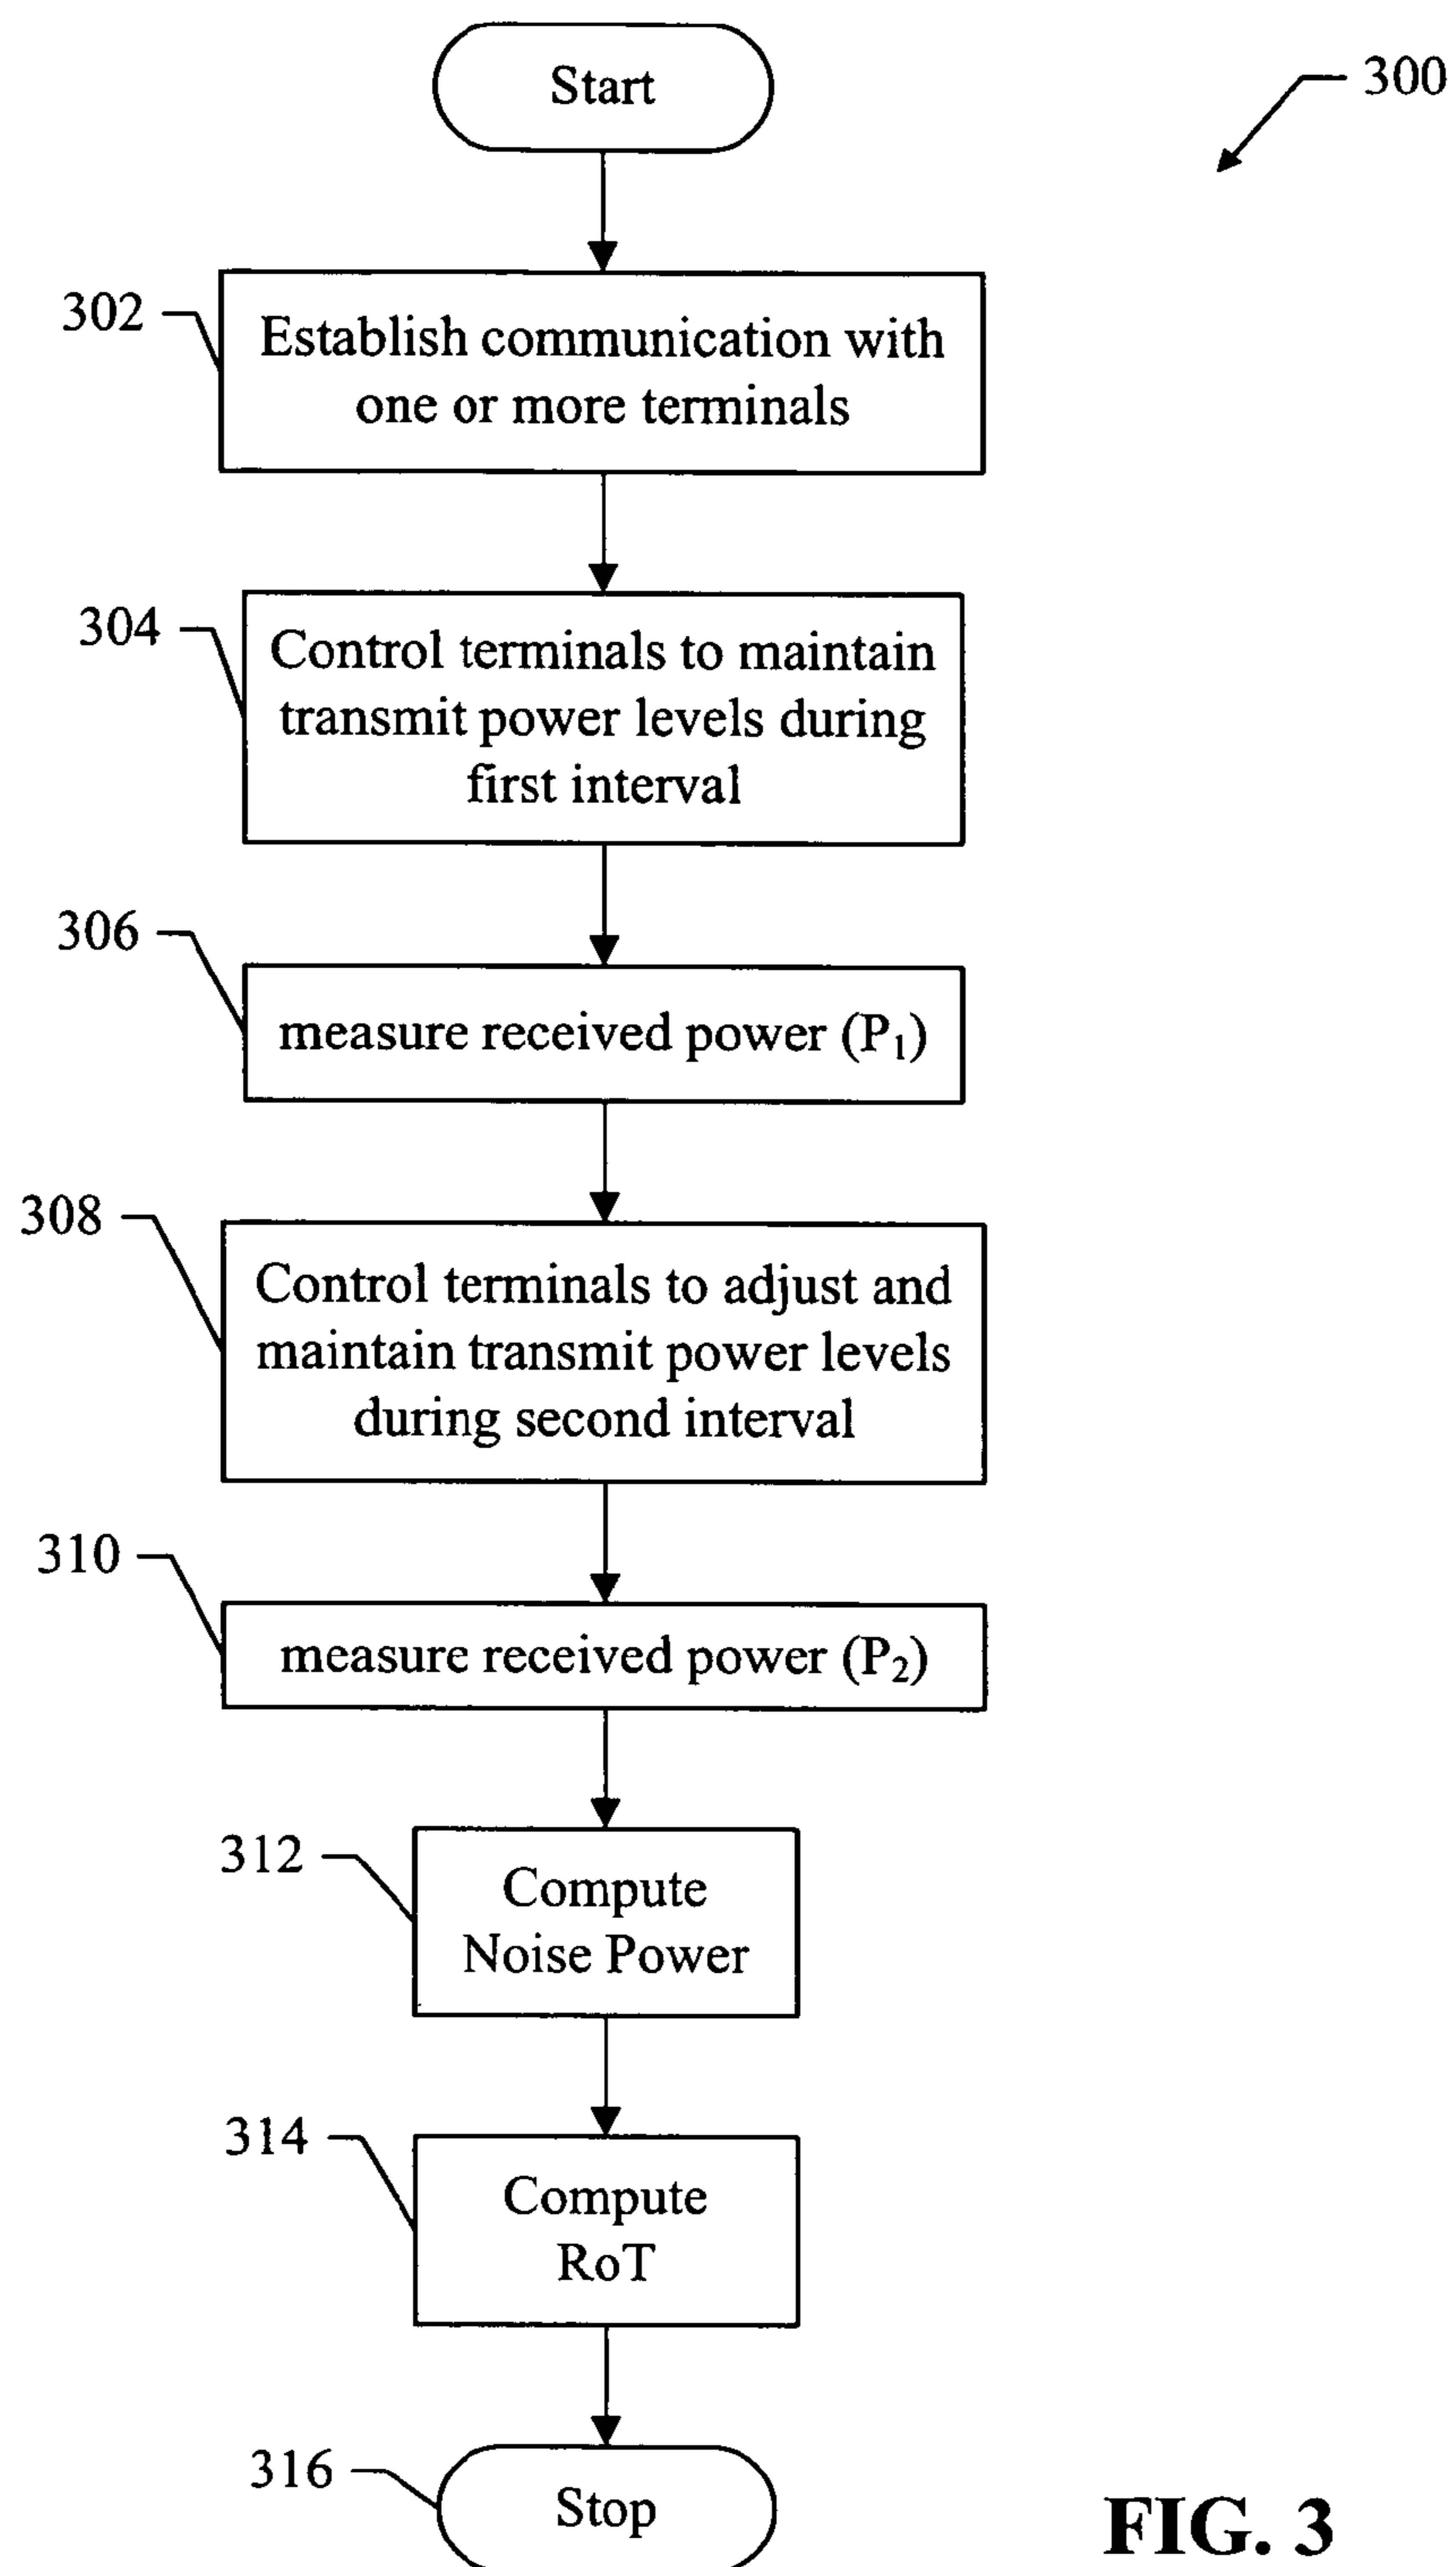 Start
300
302
Establish communication with
one or more terminals
304
Control terminals to maintain
transmit power levels during
first interval
306
measure received power (P₁)
308
Control terminals to adjust and
maintain transmit power levels
during second interval
310
measure received power (P₂)
312
Compute
Noise Power
314
Compute
RoT
316
Stop
FIG. 3